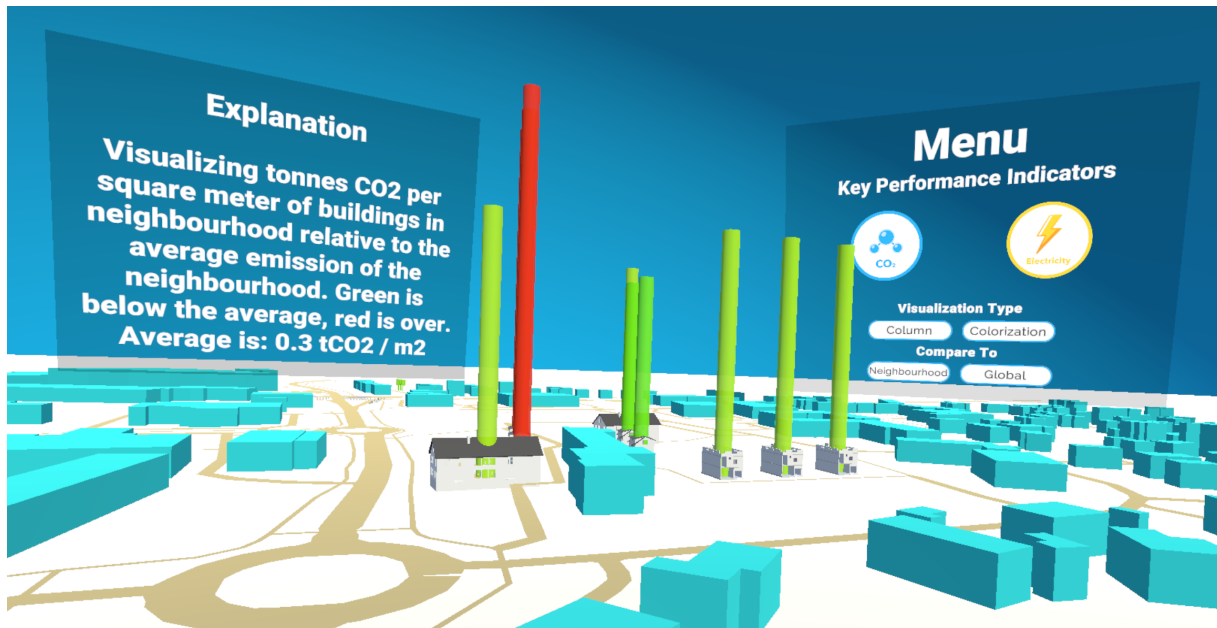 Explanation
Visualizing tonnes CO2 per
square meter of buildings in
neighbourhood relative to the
average emission of the
neighbourhood. Green is
below the average, red is over.
Average is: 0.3 tCO2 / m2
Menu
Key Performance Indicators
CO₂
Electricity
Visualization Type
Column
Colorization
Compare To
Neighbourhood
Global